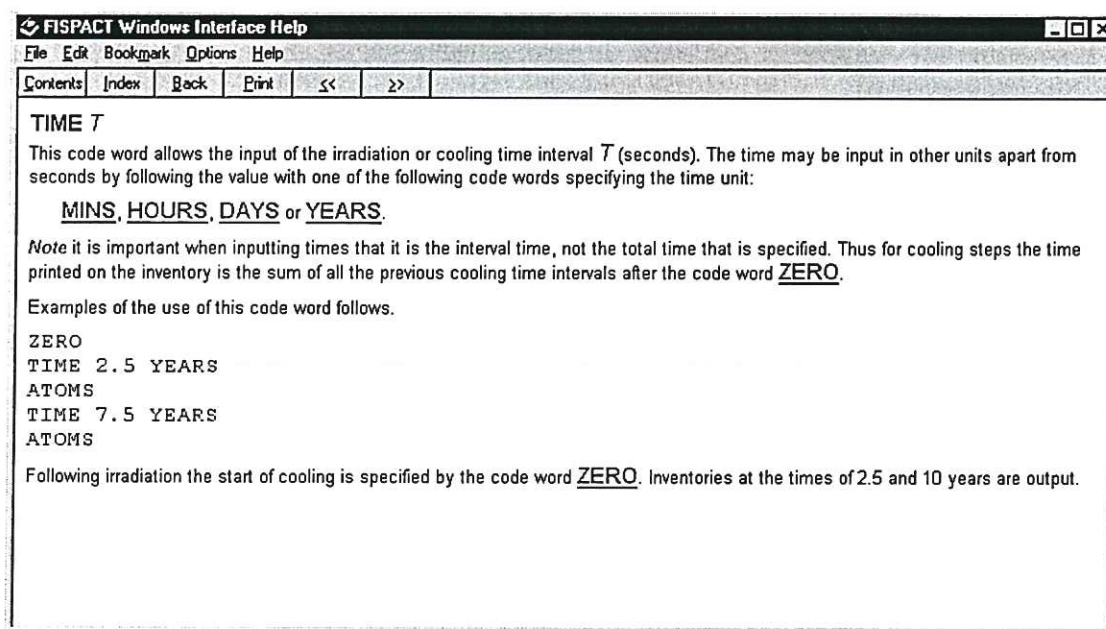 FISPACT Windows Interface Help
File Edit Bookmark Options Help
Contents Index Back Print << >>
TIME T
This code word allows the input of the irradiation or cooling time interval T (seconds). The time may be input in other units apart from
seconds by following the value with one of the following code words specifying the time unit:
MINS, HOURS, DAYS or YEARS.
Note it is important when inputting times that it is the interval time, not the total time that is specified. Thus for cooling steps the time
printed on the inventory is the sum of all the previous cooling time intervals after the code word ZERO.
Examples of the use of this code word follows.
ZERO
TIME 2.5 YEARS
ATOMS
TIME 7.5 YEARS
ATOMS
Following irradiation the start of cooling is specified by the code word ZERO. Inventories at the times of 2.5 and 10 years are output.